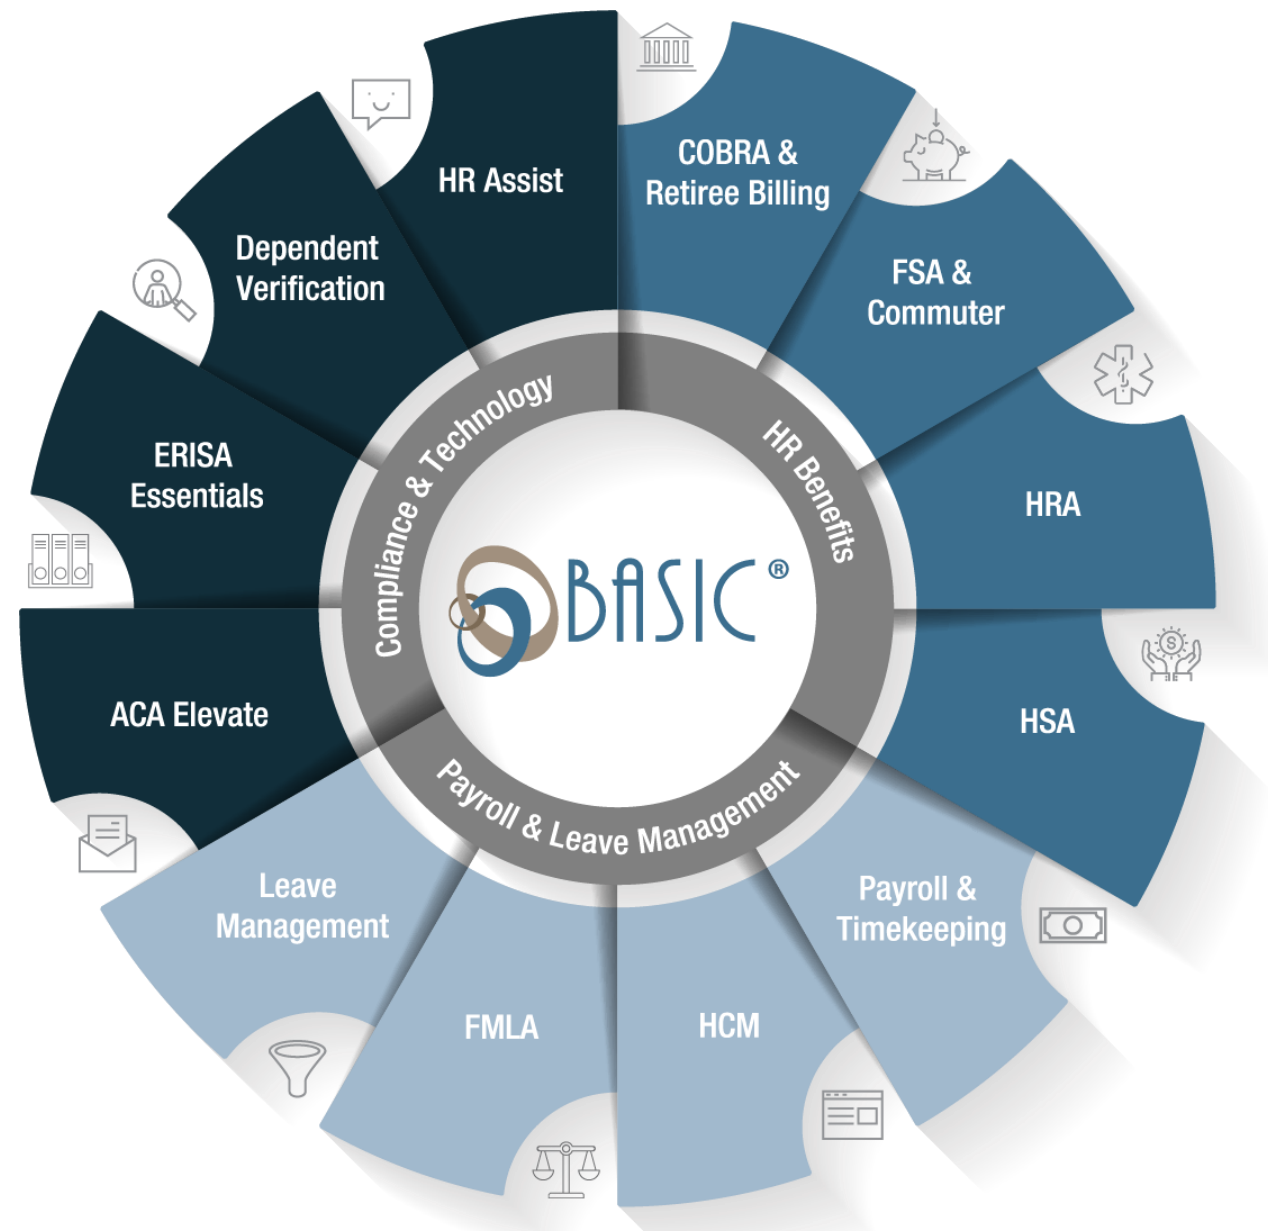 HR Assist
COBRA &
Retiree Billing
FSA &
Commuter
HRA
HSA
Payroll &
Timekeeping
HCM
FMLA
Leave
Management
ACA Elevate
ERISA
Essentials
Dependent
Verification
Compliance & Technology
HR Benefits
Payroll & Leave Management
BASIC®
S